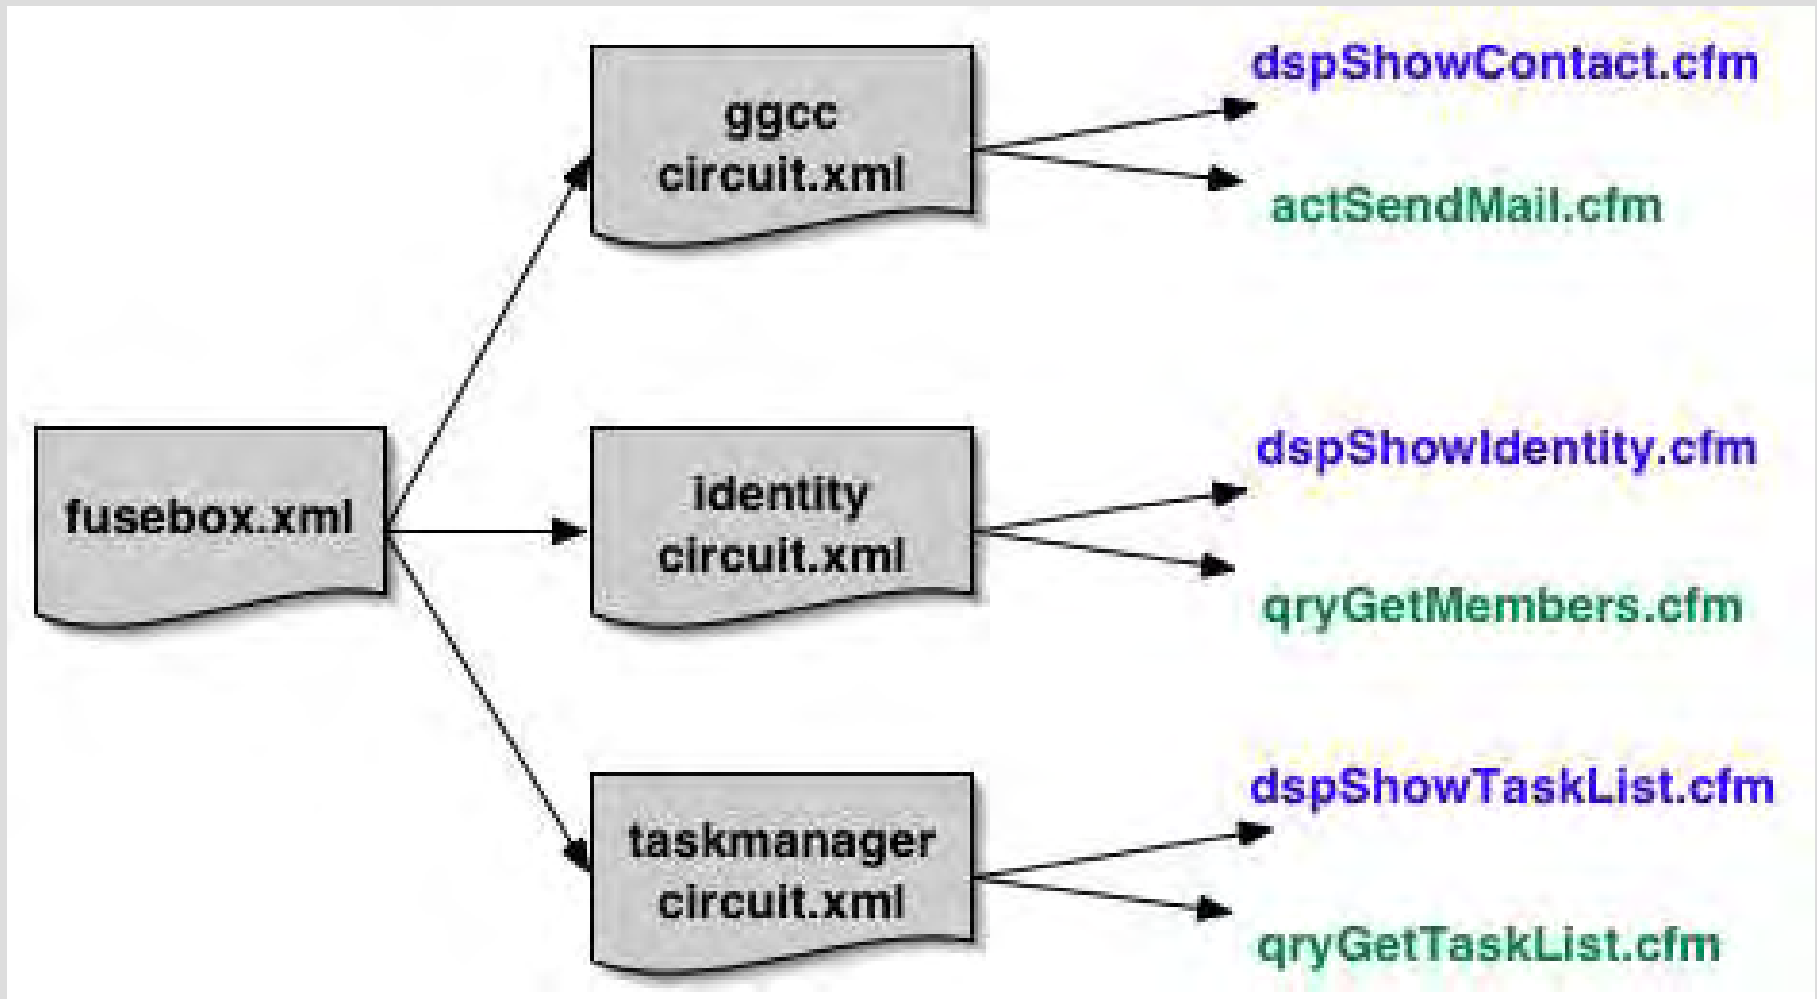 dspShowContact.cfm
ggcc
circuit.xml
actSendMail.cfm
fusebox.xml
identity
circuit.xml
dspShowIdentity.cfm
qryGetMembers.cfm
taskmanager
circuit.xml
dspShowTaskList.cfm
qryGetTaskList.cfm